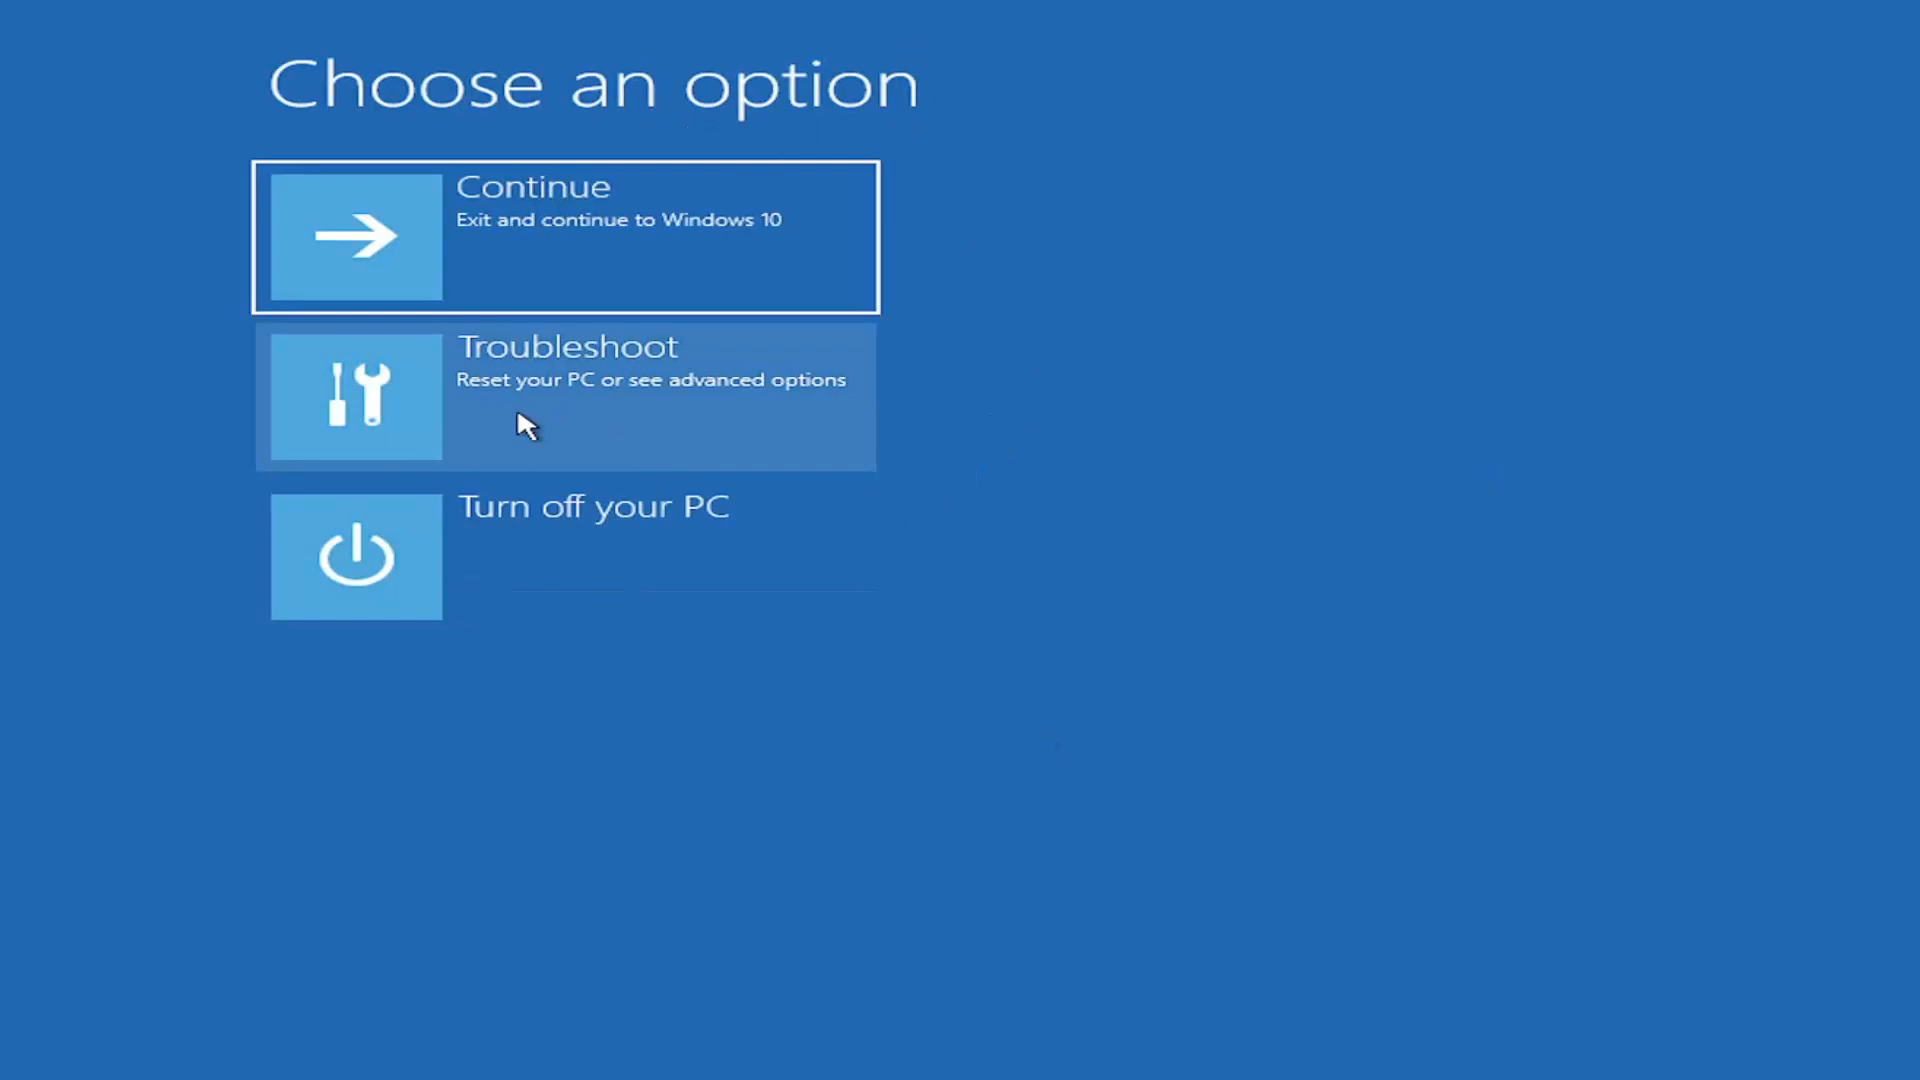 Choose an option
Continue
Exit and continue to Windows 10
Troubleshoot
Reset your PC or see advanced options
Turn off your PC